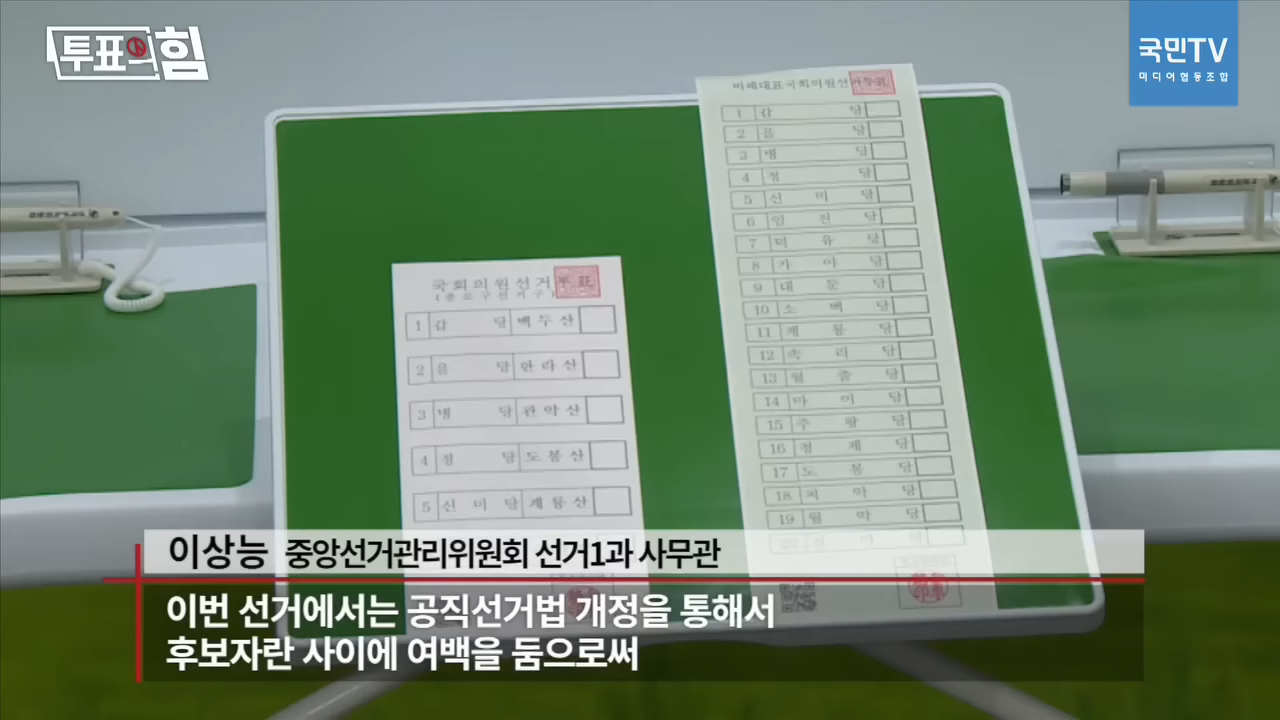 투표의힘
국민TV
미디어협동조합
비례대표국회의원선거투표
1 갑 당
2 을 당
3 병 당
4 정 당
5 신 미 당
6 임 진 당
7 덕 유 당
8 가 야 당
9 대 둔 당
10 소 백 당
11 계 룡 당
12 속 리 당
13 월 출 당
14 마 이 당
15 주 왕 당
16 청 계 당
17 도 봉 당
18 치 악 당
19 월 악 당
국회의원선거투표
(종로구선거구)
1 갑 당 백두산
2 을 당 한라산
3 병 당 관악산
4 정 당 도봉산
5 신 미 당 계룡산
이상능 중앙선거관리위원회 선거1과 사무관
이번 선거에서는 공직선거법 개정을 통해서
후보자란 사이에 여백을 둠으로써